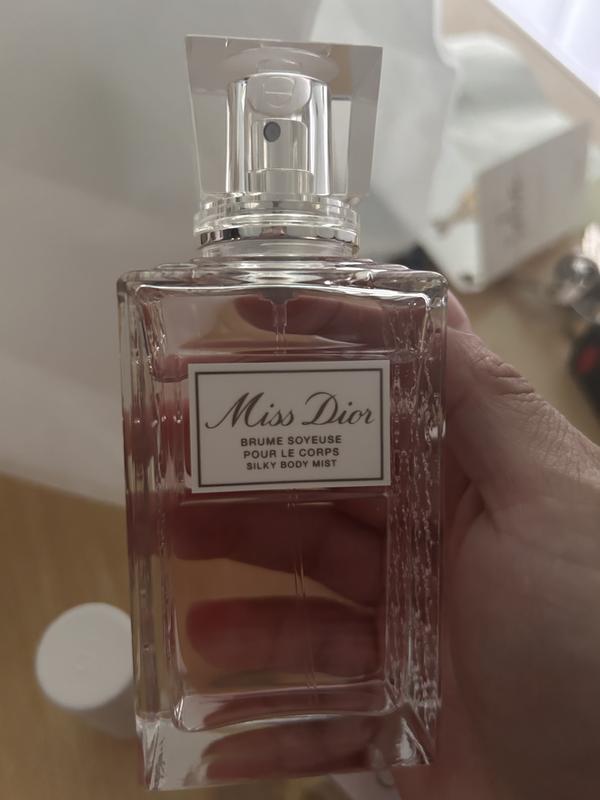 Miss Dior
BRUME SOYEUSE
POUR LE CORPS
SILKY BODY MIST